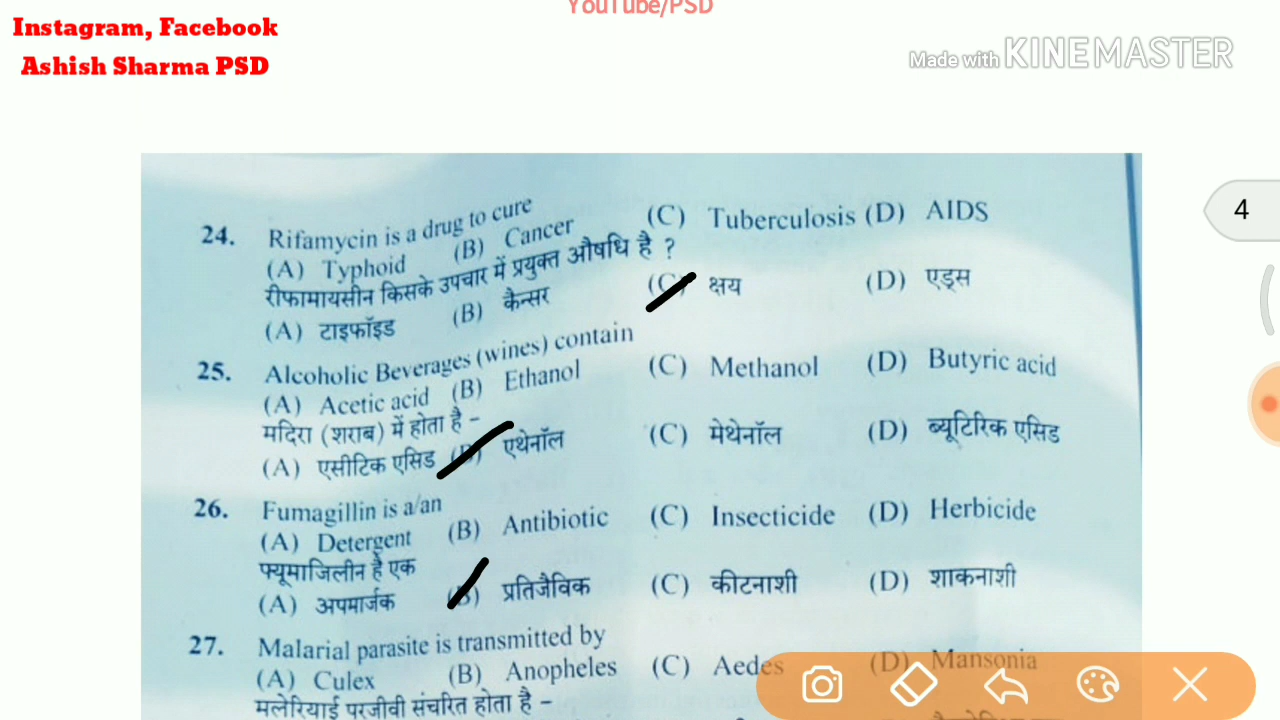 YouTube/PSD
Instagram, Facebook
Ashish Sharma PSD
Made with KINEMASTER
4
24. Rifamycin is a drug to cure
(A) Typhoid (B) Cancer (C) Tuberculosis (D) AIDS
रीफामायसीन किसके उपचार में प्रयुक्त औषधि है ?
(A) टाइफॉइड (B) कैन्सर (C) क्षय (D) एड्स
25. Alcoholic Beverages (wines) contain
(A) Acetic acid (B) Ethanol (C) Methanol (D) Butyric acid
मदिरा (शराब) में होता है -
(A) एसीटिक एसिड (B) एथेनॉल (C) मेथेनॉल (D) ब्यूटिरिक एसिड
26. Fumagillin is a/an
(A) Detergent (B) Antibiotic (C) Insecticide (D) Herbicide
फ्यूमाजिलीन है एक
(A) अपमार्जक (B) प्रतिजैविक (C) कीटनाशी (D) शाकनाशी
27. Malarial parasite is transmitted by
(A) Culex (B) Anopheles (C) Aedes (D) Mansonia
मलेरियाई परजीवी संचरित होता है -